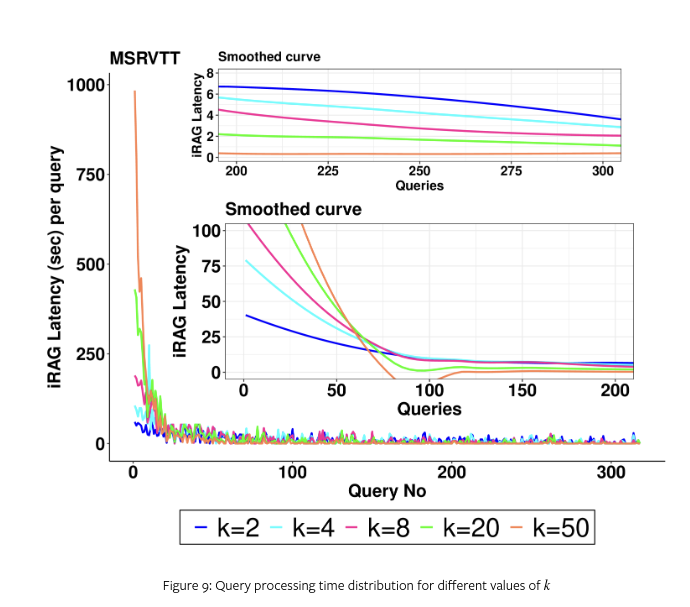 MSRVTT
Smoothed curve
iRAG Latency
8
6
4
2
0
200 225 250 275 300
Queries
Smoothed curve
iRAG Latency
100
75
50
25
0
0 50 100 150 200
Queries
iRAG Latency (sec) per query
1000
750
500
250
0
0 100 200 300
Query No
k=2 k=4 k=8 k=20 k=50
Figure 9: Query processing time distribution for different values of k